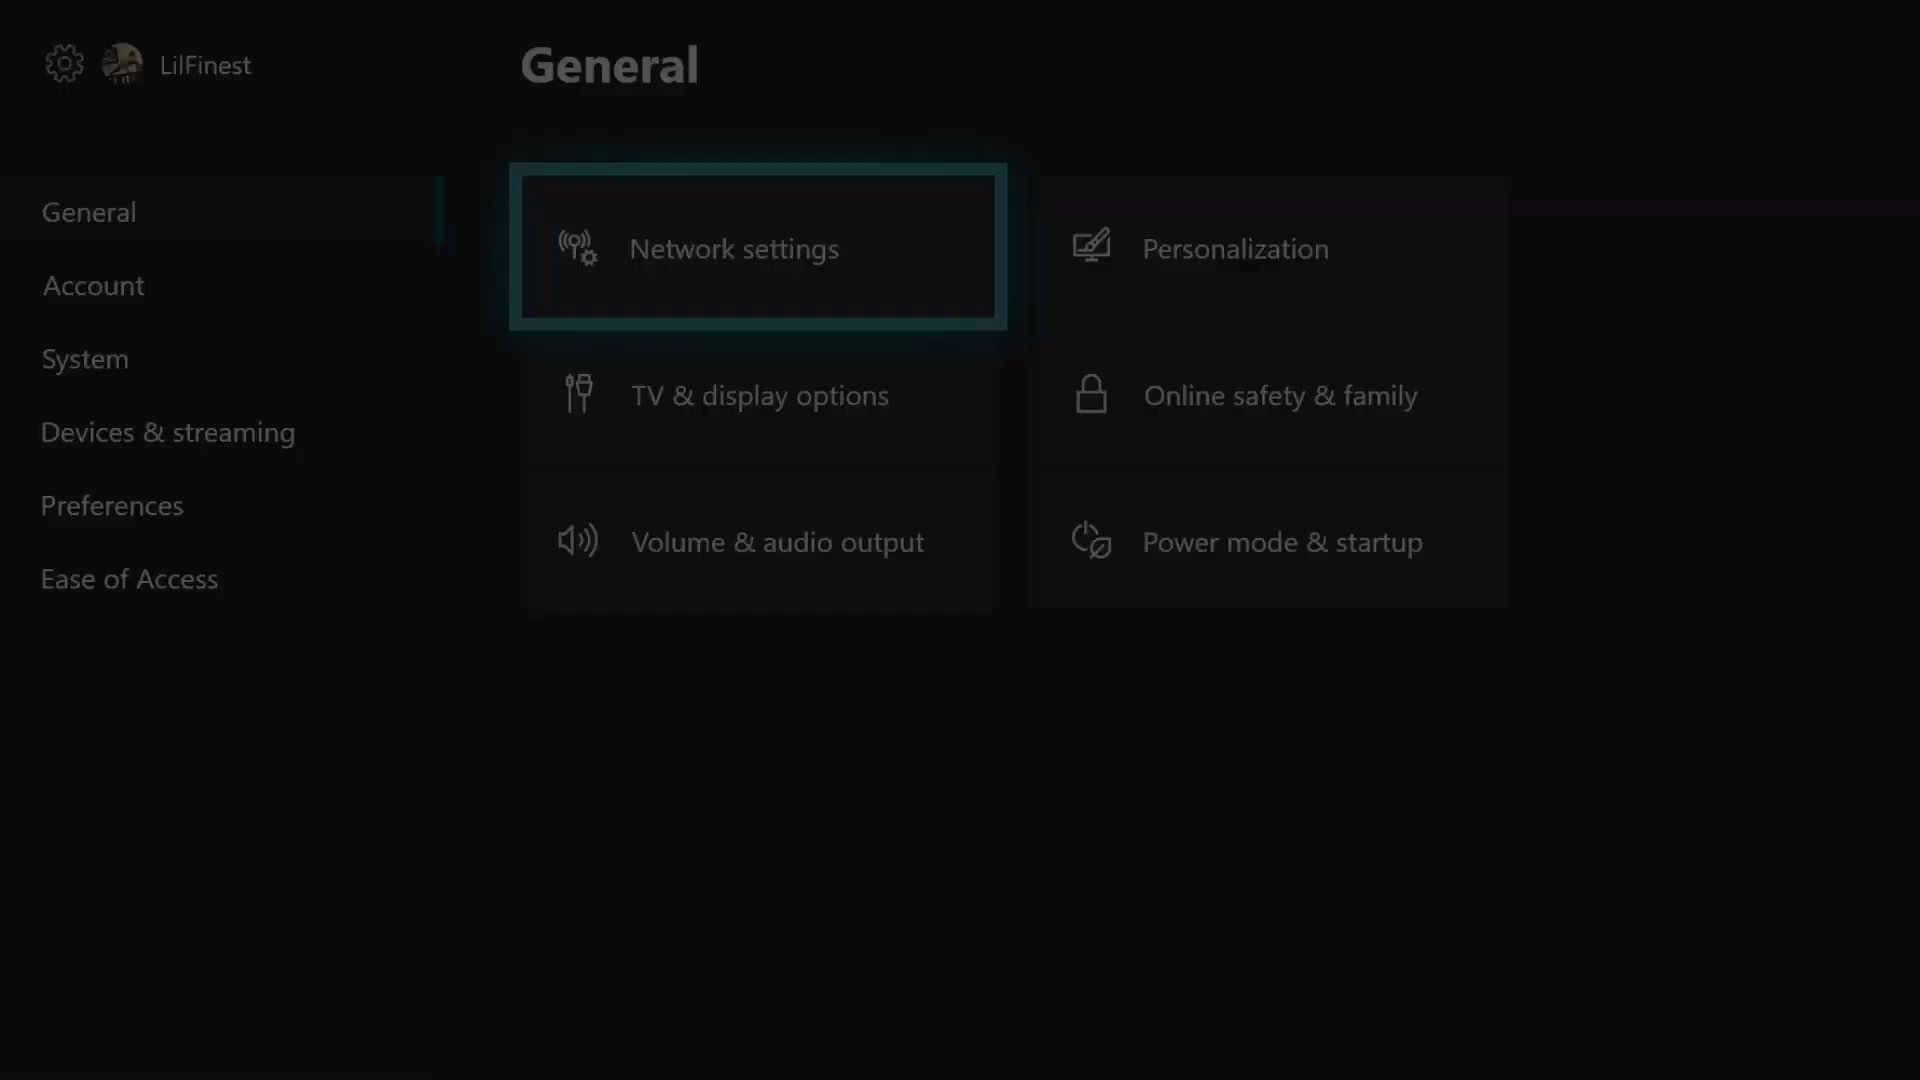 LilFinest
General
General
Account
System
Devices & streaming
Preferences
Ease of Access
Network settings
Personalization
TV & display options
Online safety & family
Volume & audio output
Power mode & startup